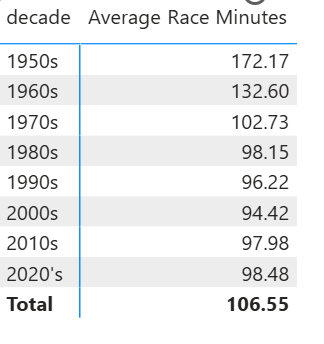 decade Average Race Minutes
1950s 172.17
1960s 132.60
1970s 102.73
1980s 98.15
1990s 96.22
2000s 94.42
2010s 97.98
2020's 98.48
Total 106.55